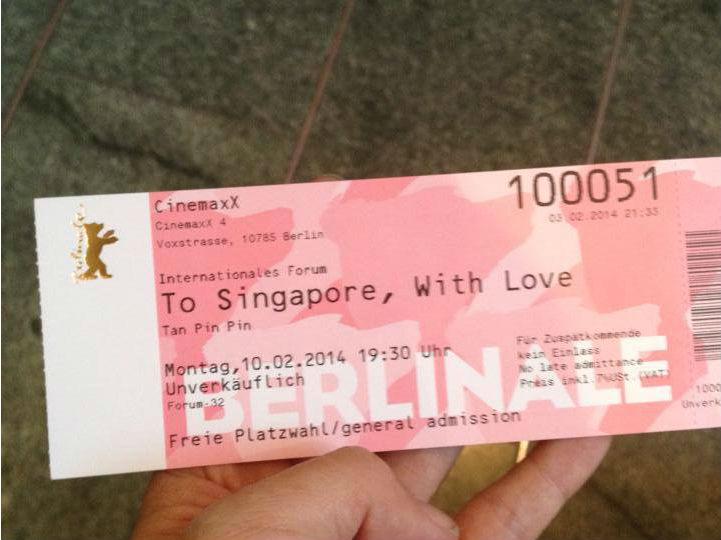 CinemaxX
CinemaxX 4
Voxstrasse, 10785 Berlin
100051
03.02.2014 21:33
Internationales Forum
To Singapore, With Love
Tan Pin Pin
Montag,10.02.2014 19:30 Uhr
Unverkäuflich
Forum-32
Für Zuspätkommende
kein Einlass
No late admittance
Preis inkl.7%USt.(VAT)
BERLINALE
Freie Platzwahl/general admission
1000
Unverk